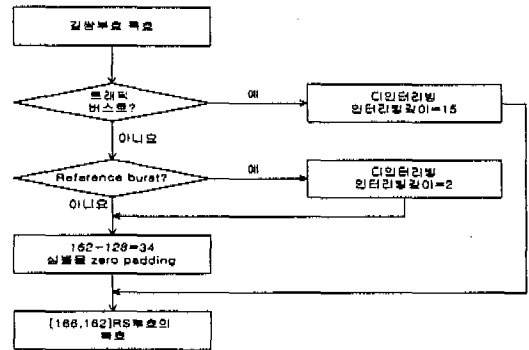 길쌈부호 복호
트래픽
버스트?
예
디인터리빙
인터리빙깊이=15
아니요
Reference burst?
예
디인터리빙
인터리빙깊이=2
아니요
162-128=34
심벌을 zero padding
[166,162]RS부호의
복호